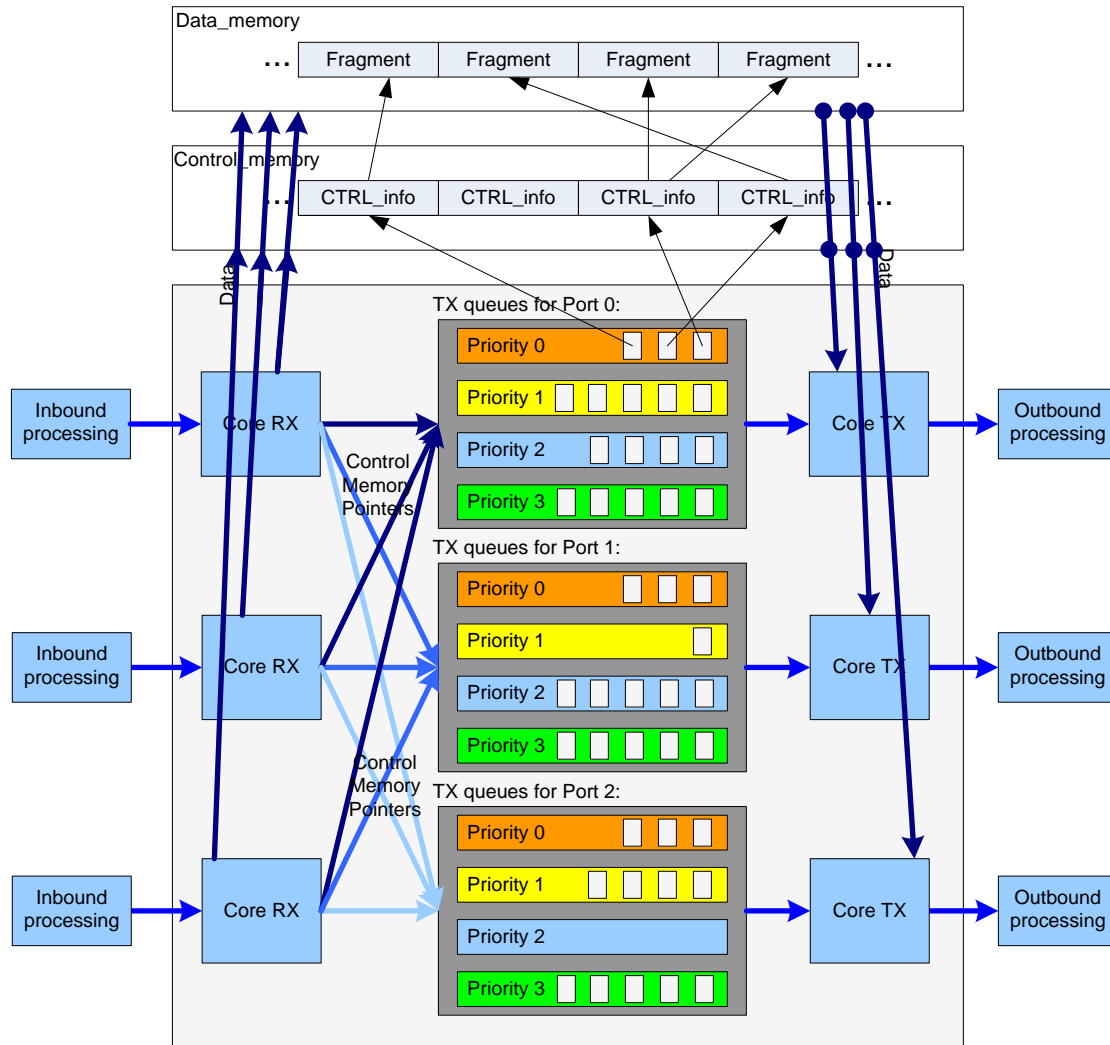 Data_memory
...
Fragment
Fragment
Fragment
Fragment
...
Control_memory
...
CTRL_info
CTRL_info
CTRL_info
CTRL_info
...
Data
Data
TX queues for Port 0:
Priority 0
Priority 1
Priority 2
Priority 3
Inbound
processing
Core RX
Control
Memory
Pointers
Core TX
Outbound
processing
TX queues for Port 1:
Priority 0
Priority 1
Priority 2
Priority 3
Inbound
processing
Core RX
Core TX
Outbound
processing
Control
Memory
Pointers
TX queues for Port 2:
Priority 0
Priority 1
Priority 2
Priority 3
Inbound
processing
Core RX
Core TX
Outbound
processing